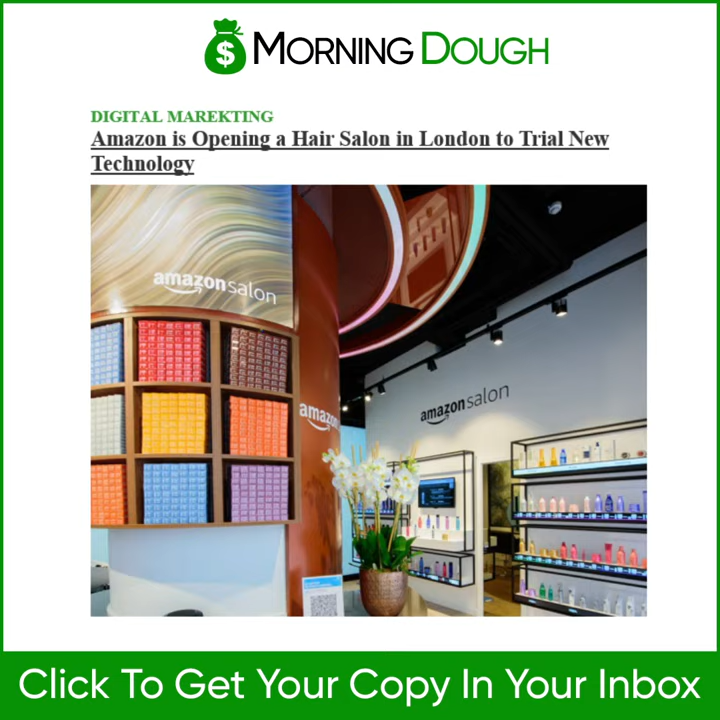 $ MORNING DOUGH
DIGITAL MAREKTING
Amazon is Opening a Hair Salon in London to Trial New
Technology
amazon salon
amazon
amazon salon
Click To Get Your Copy In Your Inbox